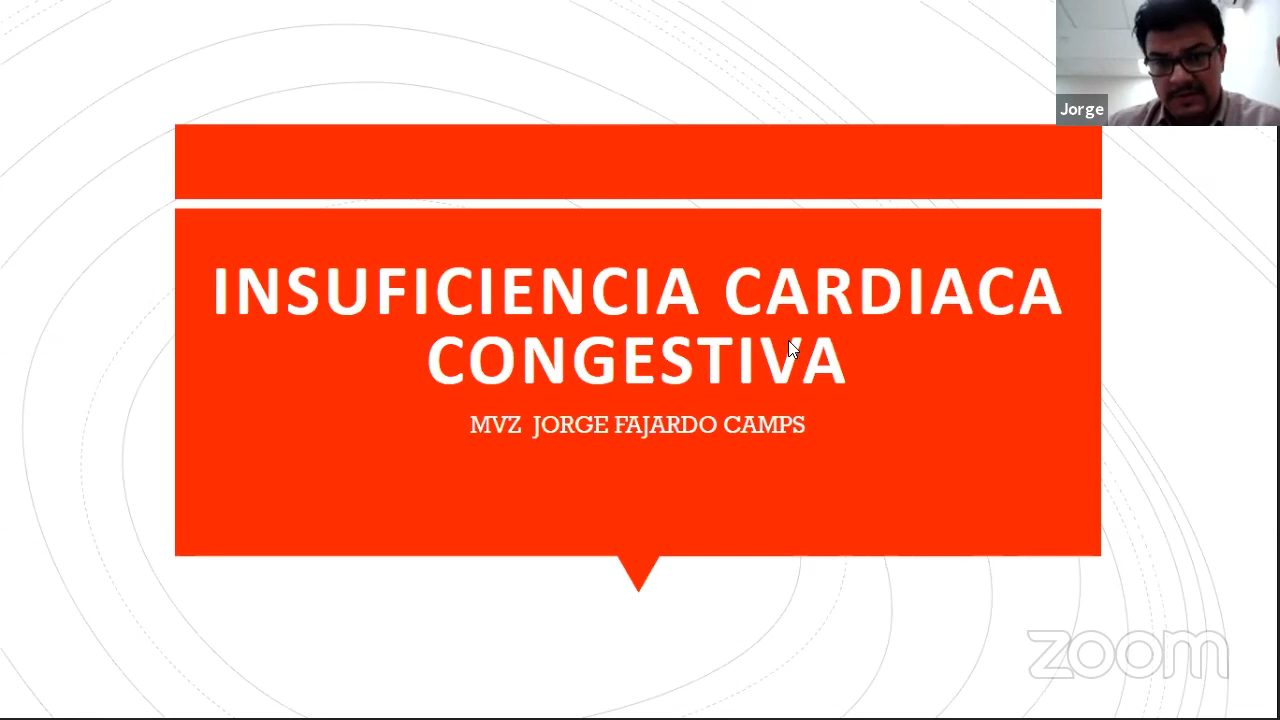 Jorge
INSUFICIENCIA CARDIACA
CONGESTIVA
MVZ JORGE FAJARDO CAMPS
zoom